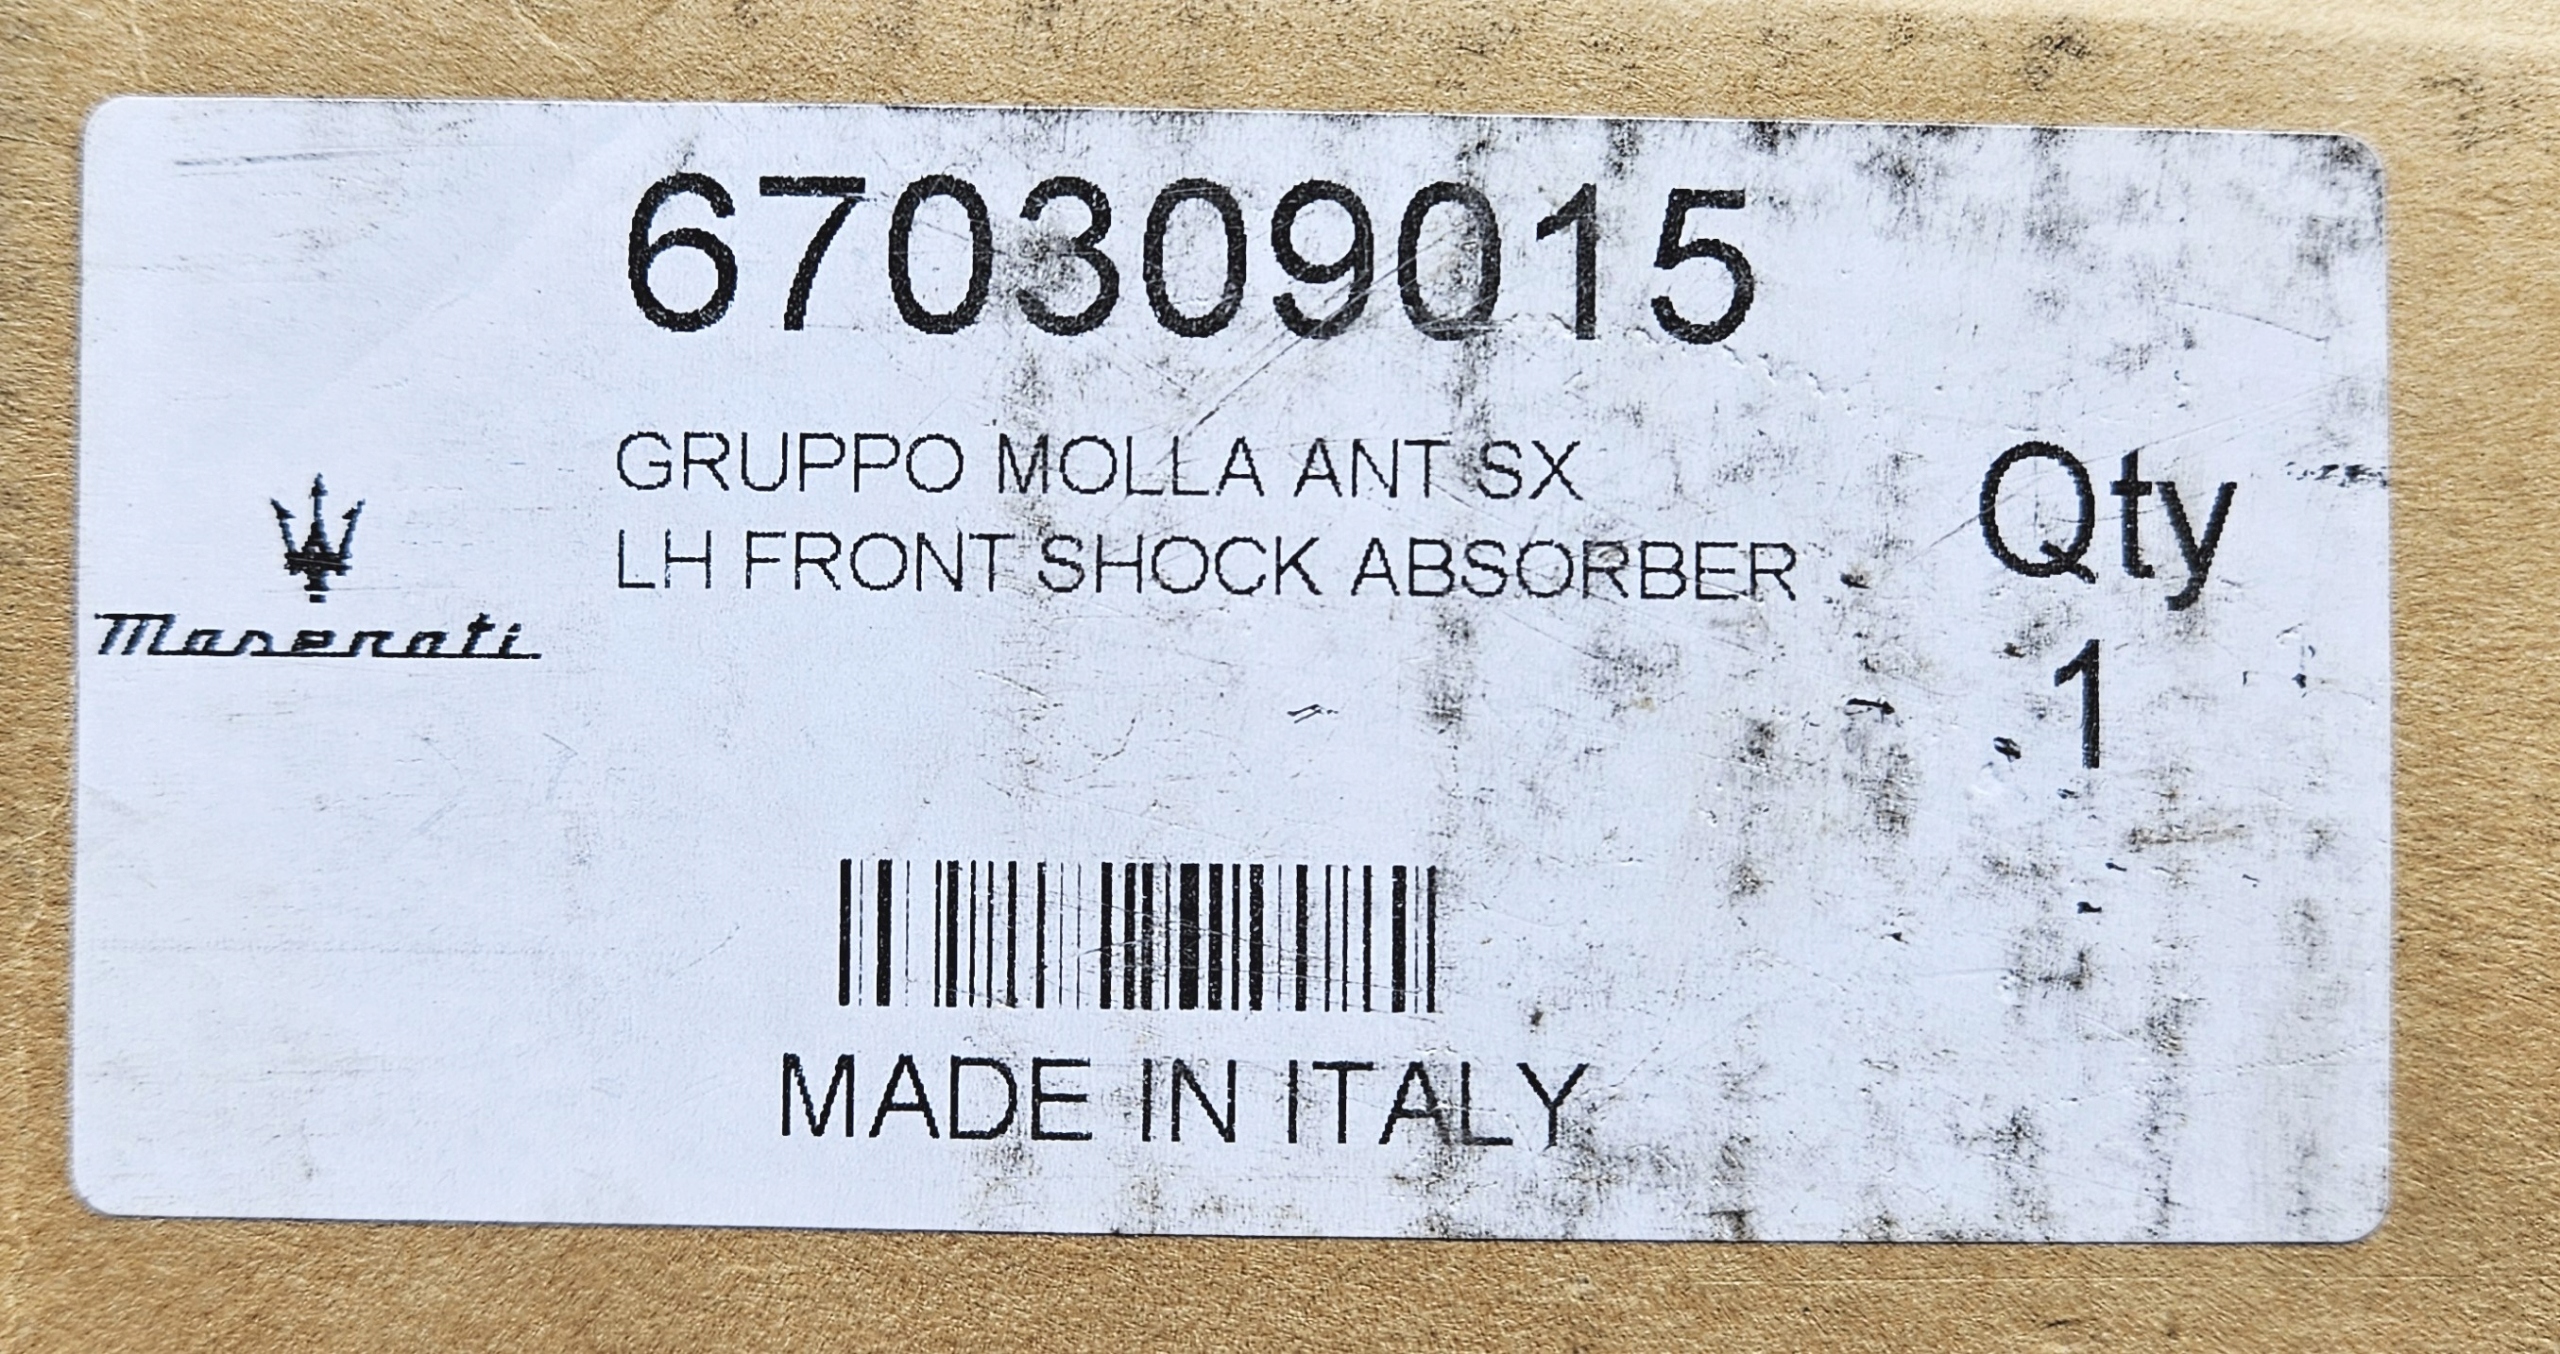 670309015
GRUPPO MOLLA ANT SX
LH FRONT SHOCK ABSORBER
Qty
1
Maserati
MADE IN ITALY